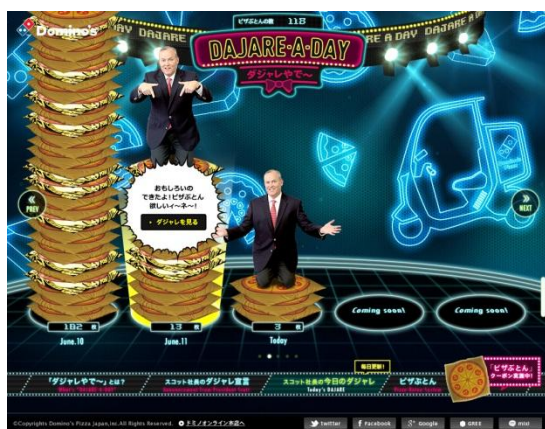 ピザぶとんの数 118
Domino's
DAJARE-A-DAY
ダジャレやで〜
おもしろいの
できたよ!ピザぶとん
欲しいィ〜ネ〜!
ダジャレを見る
PREV
NEXT
182 枚
13 枚
3 枚
Coming soon!
Coming soon!
June.10
June.11
Today
毎日更新!
「ダジャレやで〜」とは?
スコット社長のダジャレ宣言
スコット社長の今日のダジャレ
Today's DAJARE
ピザぶとん
「ピザぶとん」
クーポン実施中!
©Copyrights Domino's Pizza Japan,inc.All Rights Reserved.
ドミノオンライン本店へ
twitter
Facebook
Google
GREE
mixi